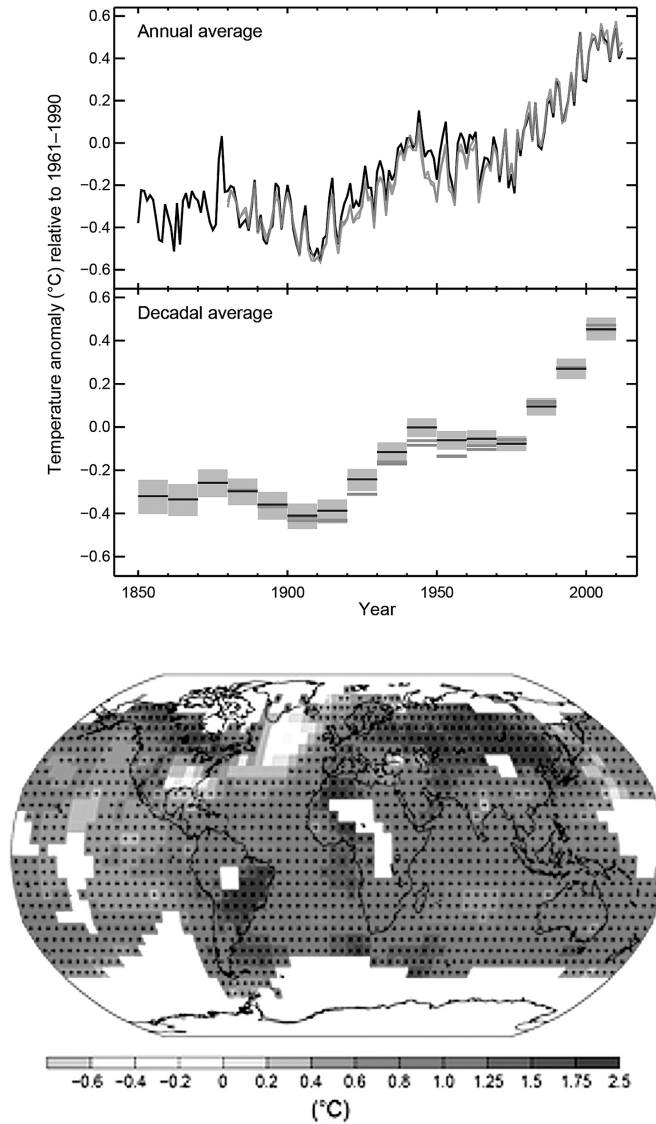 Annual average
0.6
0.4
0.2
0.0
−0.2
−0.4
−0.6
Temperature anomaly (°C) relative to 1961–1990
Decadal average
0.6
0.4
0.2
0.0
−0.2
−0.4
−0.6
1850 1900 1950 2000
Year
−0.6 −0.4 −0.2 0 0.2 0.4 0.6 0.8 1.0 1.25 1.5 1.75 2.5
(°C)